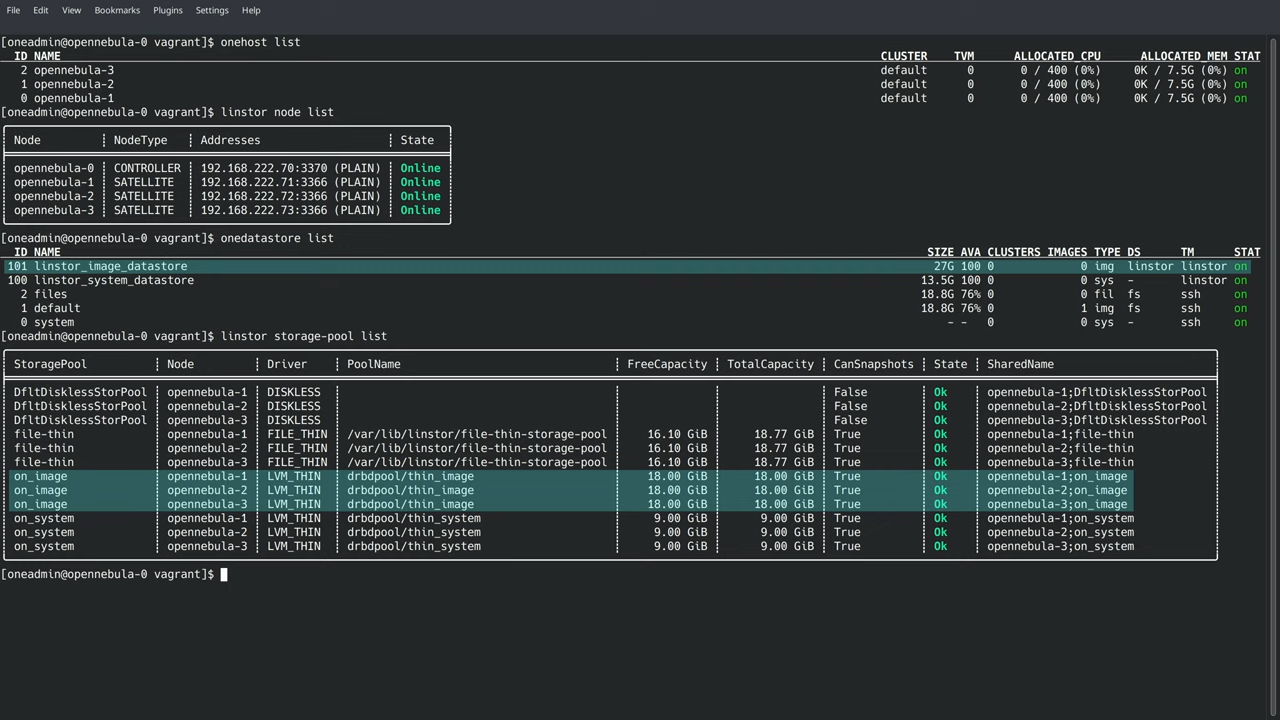 File Edit View Bookmarks Plugins Settings Help
[oneadmin@opennebula-0 vagrant]$ onehost list
ID NAME CLUSTER TVM ALLOCATED_CPU ALLOCATED_MEM STAT
2 opennebula-3 default 0 0 / 400 (0%) 0K / 7.5G (0%) on
1 opennebula-2 default 0 0 / 400 (0%) 0K / 7.5G (0%) on
0 opennebula-1 default 0 0 / 400 (0%) 0K / 7.5G (0%) on
[oneadmin@opennebula-0 vagrant]$ linstor node list
Node NodeType Addresses State
opennebula-0 CONTROLLER 192.168.222.70:3370 (PLAIN) Online
opennebula-1 SATELLITE 192.168.222.71:3366 (PLAIN) Online
opennebula-2 SATELLITE 192.168.222.72:3366 (PLAIN) Online
opennebula-3 SATELLITE 192.168.222.73:3366 (PLAIN) Online
[oneadmin@opennebula-0 vagrant]$ onedatastore list
ID NAME SIZE AVA CLUSTERS IMAGES TYPE DS TM STAT
101 linstor_image_datastore 27G 100 0 0 img linstor linstor on
100 linstor_system_datastore 13.5G 100 0 0 sys - linstor on
2 files 18.8G 76% 0 0 fil fs ssh on
1 default 18.8G 76% 0 1 img fs ssh on
0 system - - 0 0 sys - ssh on
[oneadmin@opennebula-0 vagrant]$ linstor storage-pool list
StoragePool Node Driver PoolName FreeCapacity TotalCapacity CanSnapshots State SharedName
DfltDisklessStorPool opennebula-1 DISKLESS False Ok opennebula-1;DfltDisklessStorPool
DfltDisklessStorPool opennebula-2 DISKLESS False Ok opennebula-2;DfltDisklessStorPool
DfltDisklessStorPool opennebula-3 DISKLESS False Ok opennebula-3;DfltDisklessStorPool
file-thin opennebula-1 FILE_THIN /var/lib/linstor/file-thin-storage-pool 16.10 GiB 18.77 GiB True Ok opennebula-1;file-thin
file-thin opennebula-2 FILE_THIN /var/lib/linstor/file-thin-storage-pool 16.10 GiB 18.77 GiB True Ok opennebula-2;file-thin
file-thin opennebula-3 FILE_THIN /var/lib/linstor/file-thin-storage-pool 16.10 GiB 18.77 GiB True Ok opennebula-3;file-thin
on_image opennebula-1 LVM_THIN drbdpool/thin_image 18.00 GiB 18.00 GiB True Ok opennebula-1;on_image
on_image opennebula-2 LVM_THIN drbdpool/thin_image 18.00 GiB 18.00 GiB True Ok opennebula-2;on_image
on_image opennebula-3 LVM_THIN drbdpool/thin_image 18.00 GiB 18.00 GiB True Ok opennebula-3;on_image
on_system opennebula-1 LVM_THIN drbdpool/thin_system 9.00 GiB 9.00 GiB True Ok opennebula-1;on_system
on_system opennebula-2 LVM_THIN drbdpool/thin_system 9.00 GiB 9.00 GiB True Ok opennebula-2;on_system
on_system opennebula-3 LVM_THIN drbdpool/thin_system 9.00 GiB 9.00 GiB True Ok opennebula-3;on_system
[oneadmin@opennebula-0 vagrant]$